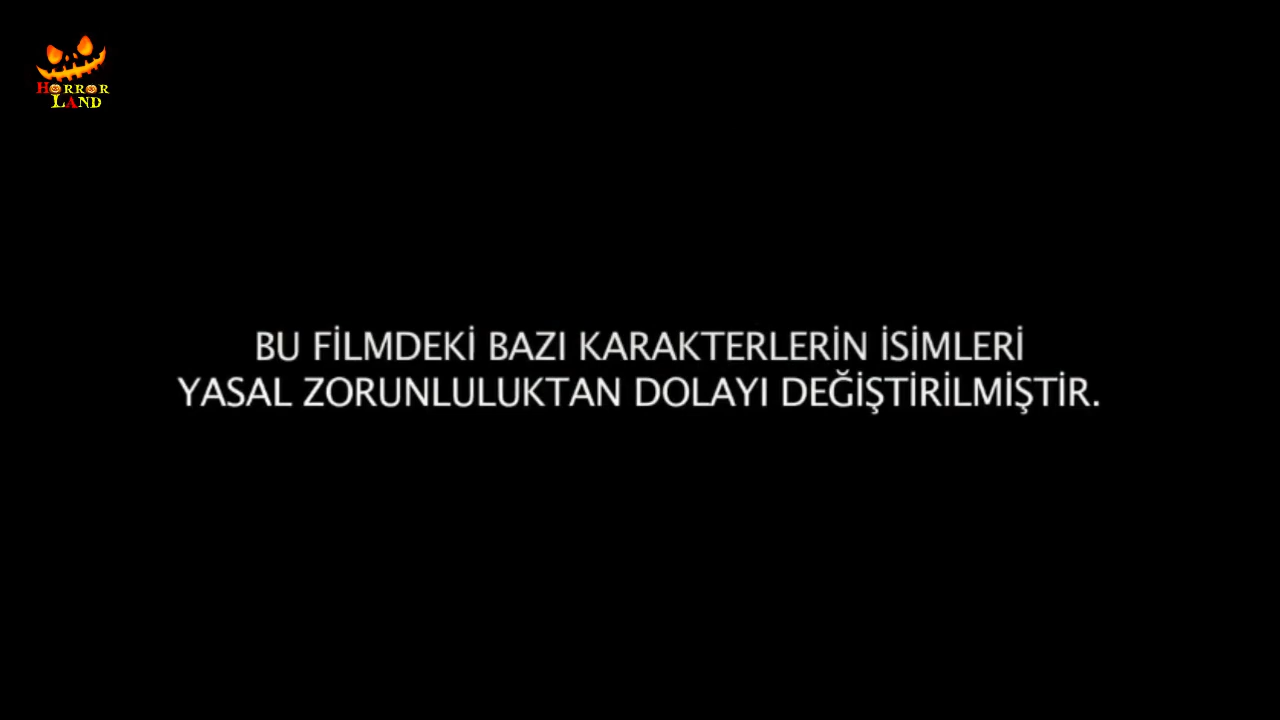 HORROR
LAND
BU FİLMDEKİ BAZI KARAKTERLERİN İSİMLERİ
YASAL ZORUNLULUKTAN DOLAYI DEĞİŞTİRİLMİŞTİR.